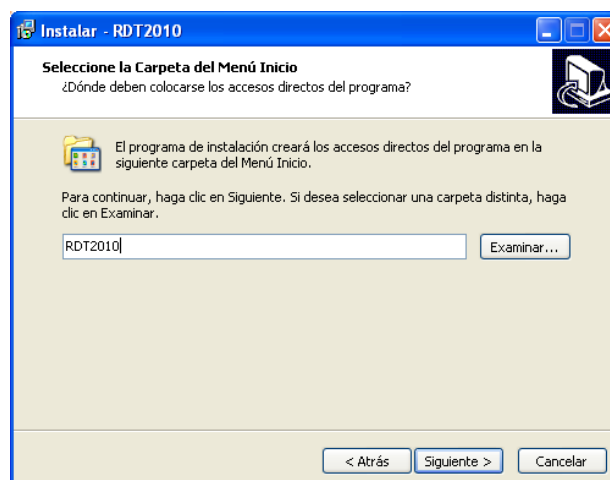 Instalar - RDT2010
Seleccione la Carpeta del Menú Inicio
¿Dónde deben colocarse los accesos directos del programa?
El programa de instalación creará los accesos directos del programa en la
siguiente carpeta del Menú Inicio.
Para continuar, haga clic en Siguiente. Si desea seleccionar una carpeta distinta, haga
clic en Examinar.
RDT2010
Examinar...
< Atrás
Siguiente >
Cancelar